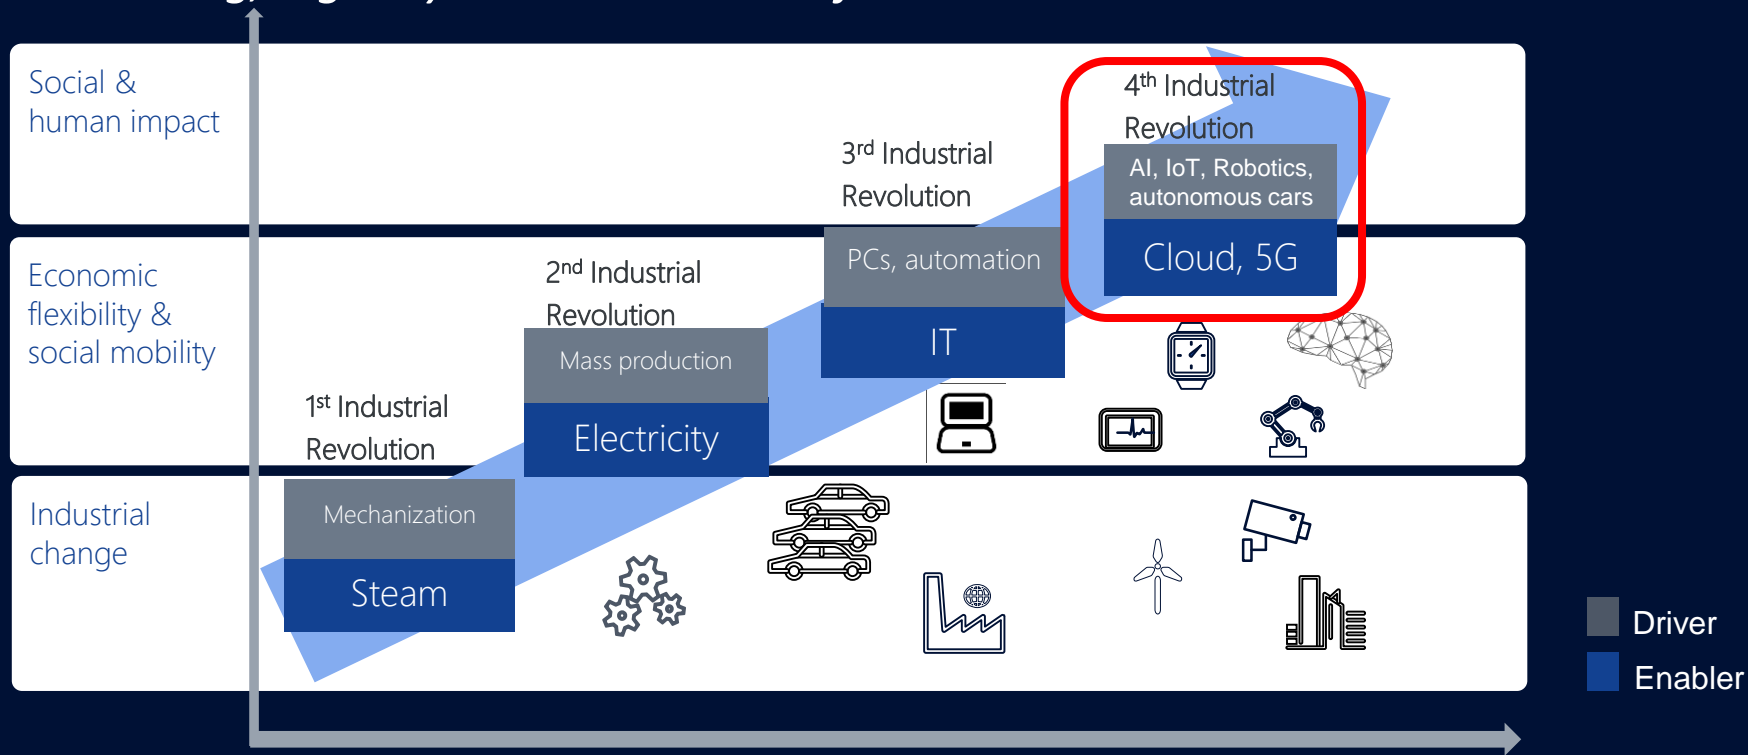 Social &
human impact
4th Industrial
Revolution
AI, IoT, Robotics,
autonomous cars
Cloud, 5G
3rd Industrial
Revolution
PCs, automation
IT
Economic
flexibility &
social mobility
2nd Industrial
Revolution
Mass production
Electricity
1st Industrial
Revolution
Mechanization
Steam
Industrial
change
Driver
Enabler